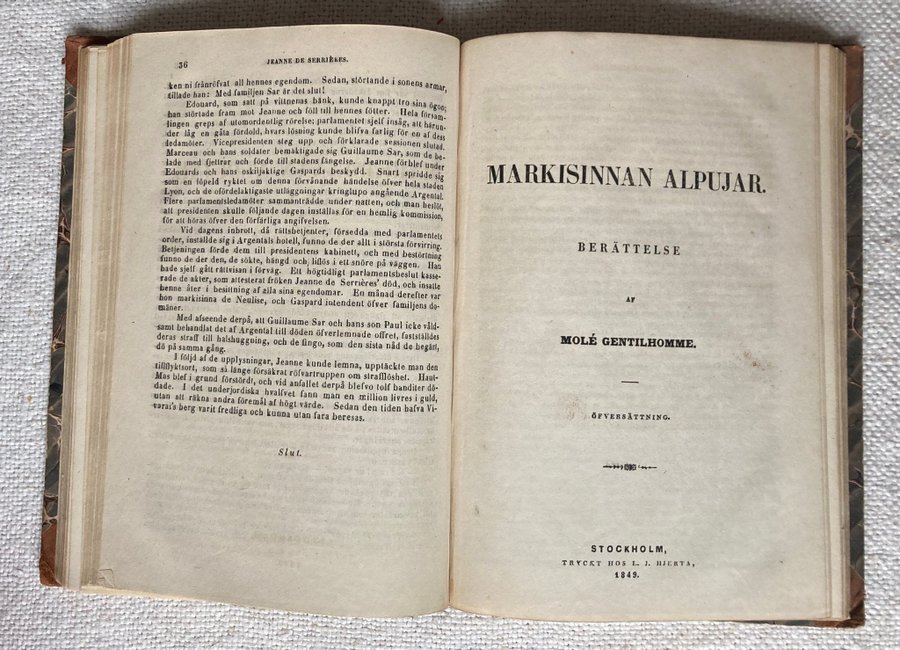 36
JEANNE DE SERRIÈRES.
ken ni frånröfvat all hennes egendom. Sedan, störtande i sonens armar,
tillade han: Med familjen Sar är det slut!
Edouard, som satt på vittnenas bänk, kunde knappt tro sina ögon;
han störtade fram mot Jeanne och föll till hennes fötter. Hela försam-
lingen greps af utomordentlig rörelse; parlamentet sjelf insåg, att härun-
der låg en gåta fördold, hvars lösning kunde blifva farlig för en af dess
ledamöter. Vicepresidenten steg upp och förklarade sessionen slutad.
Marceau och hans soldater bemäktigade sig Guillaume Sar, som de be-
lade med fjettrar och förde till stadens fängelse. Jeanne förblef under
Edouards och hans oskiljaktige Gaspards beskydd. Snart spridde sig
som en löpeld ryktet om denna förvånande händelse öfver hela staden
Lyon, och de ofördelaktigaste utläggningar kringlupo angående Argental.
Flere parlamentsledamöter sammanträdde under natten, och man beslöt,
att presidenten skulle följande dagen inställas för en hemlig kommission,
för att höras öfver den förfärliga angifvelsen.
Vid dagens inbrott, då rättsbetjenter, försedda med parlamentets
order, inställde sig i Argentals hotell, funno de der allt i största förvirring.
Betjeningen förde dem till presidentens kabinett, och med bestörtning
funno de der den, de sökte, hängd och liflös i ett snöre på väggen. Han
hade sjelf gått rättvisan i förväg. Ett högtidligt parlamentsbeslut kasse-
rade de akter, som attesterat fröken Jeanne de Serrières' död, och insatte
henne åter i besittning af alla sina egendomar. En månad derefter var
hon markisinna de Neulise, och Gaspard intendent öfver familjens do-
mäner.
Med afseende derpå, att Guillaume Sar och hans son Paul icke våld-
samt behandlat det af Argental till döden öfverlemnade offret, fastställdes
deras straff till halshuggning, och de fingo, som den sista nåd de begärt,
dö på samma gång.
I följd af de upplysningar, Jeanne kunde lemna, upptäckte man den
tillflyktsort, som så länge försäkrat röfvartruppen om strafflöshet. Haut-
Mas blef i grund förstördt, och vid anfallet derpå blefvo tolf banditer dö-
dade. I det underjordiska hvalfvet fann man en million livres i guld,
utan att räkna andra föremål af högt värde. Sedan den tiden hafva Vi-
varai's berg varit fredliga och kunna utan fara beresas.
Slut.
MARKISINNAN ALPUJAR.
BERÄTTELSE
AF
MOLÉ GENTILHOMME.
ÖFVERSÄTTNING.
STOCKHOLM,
TRYCKT HOS L. J. HJERTA,
1849.